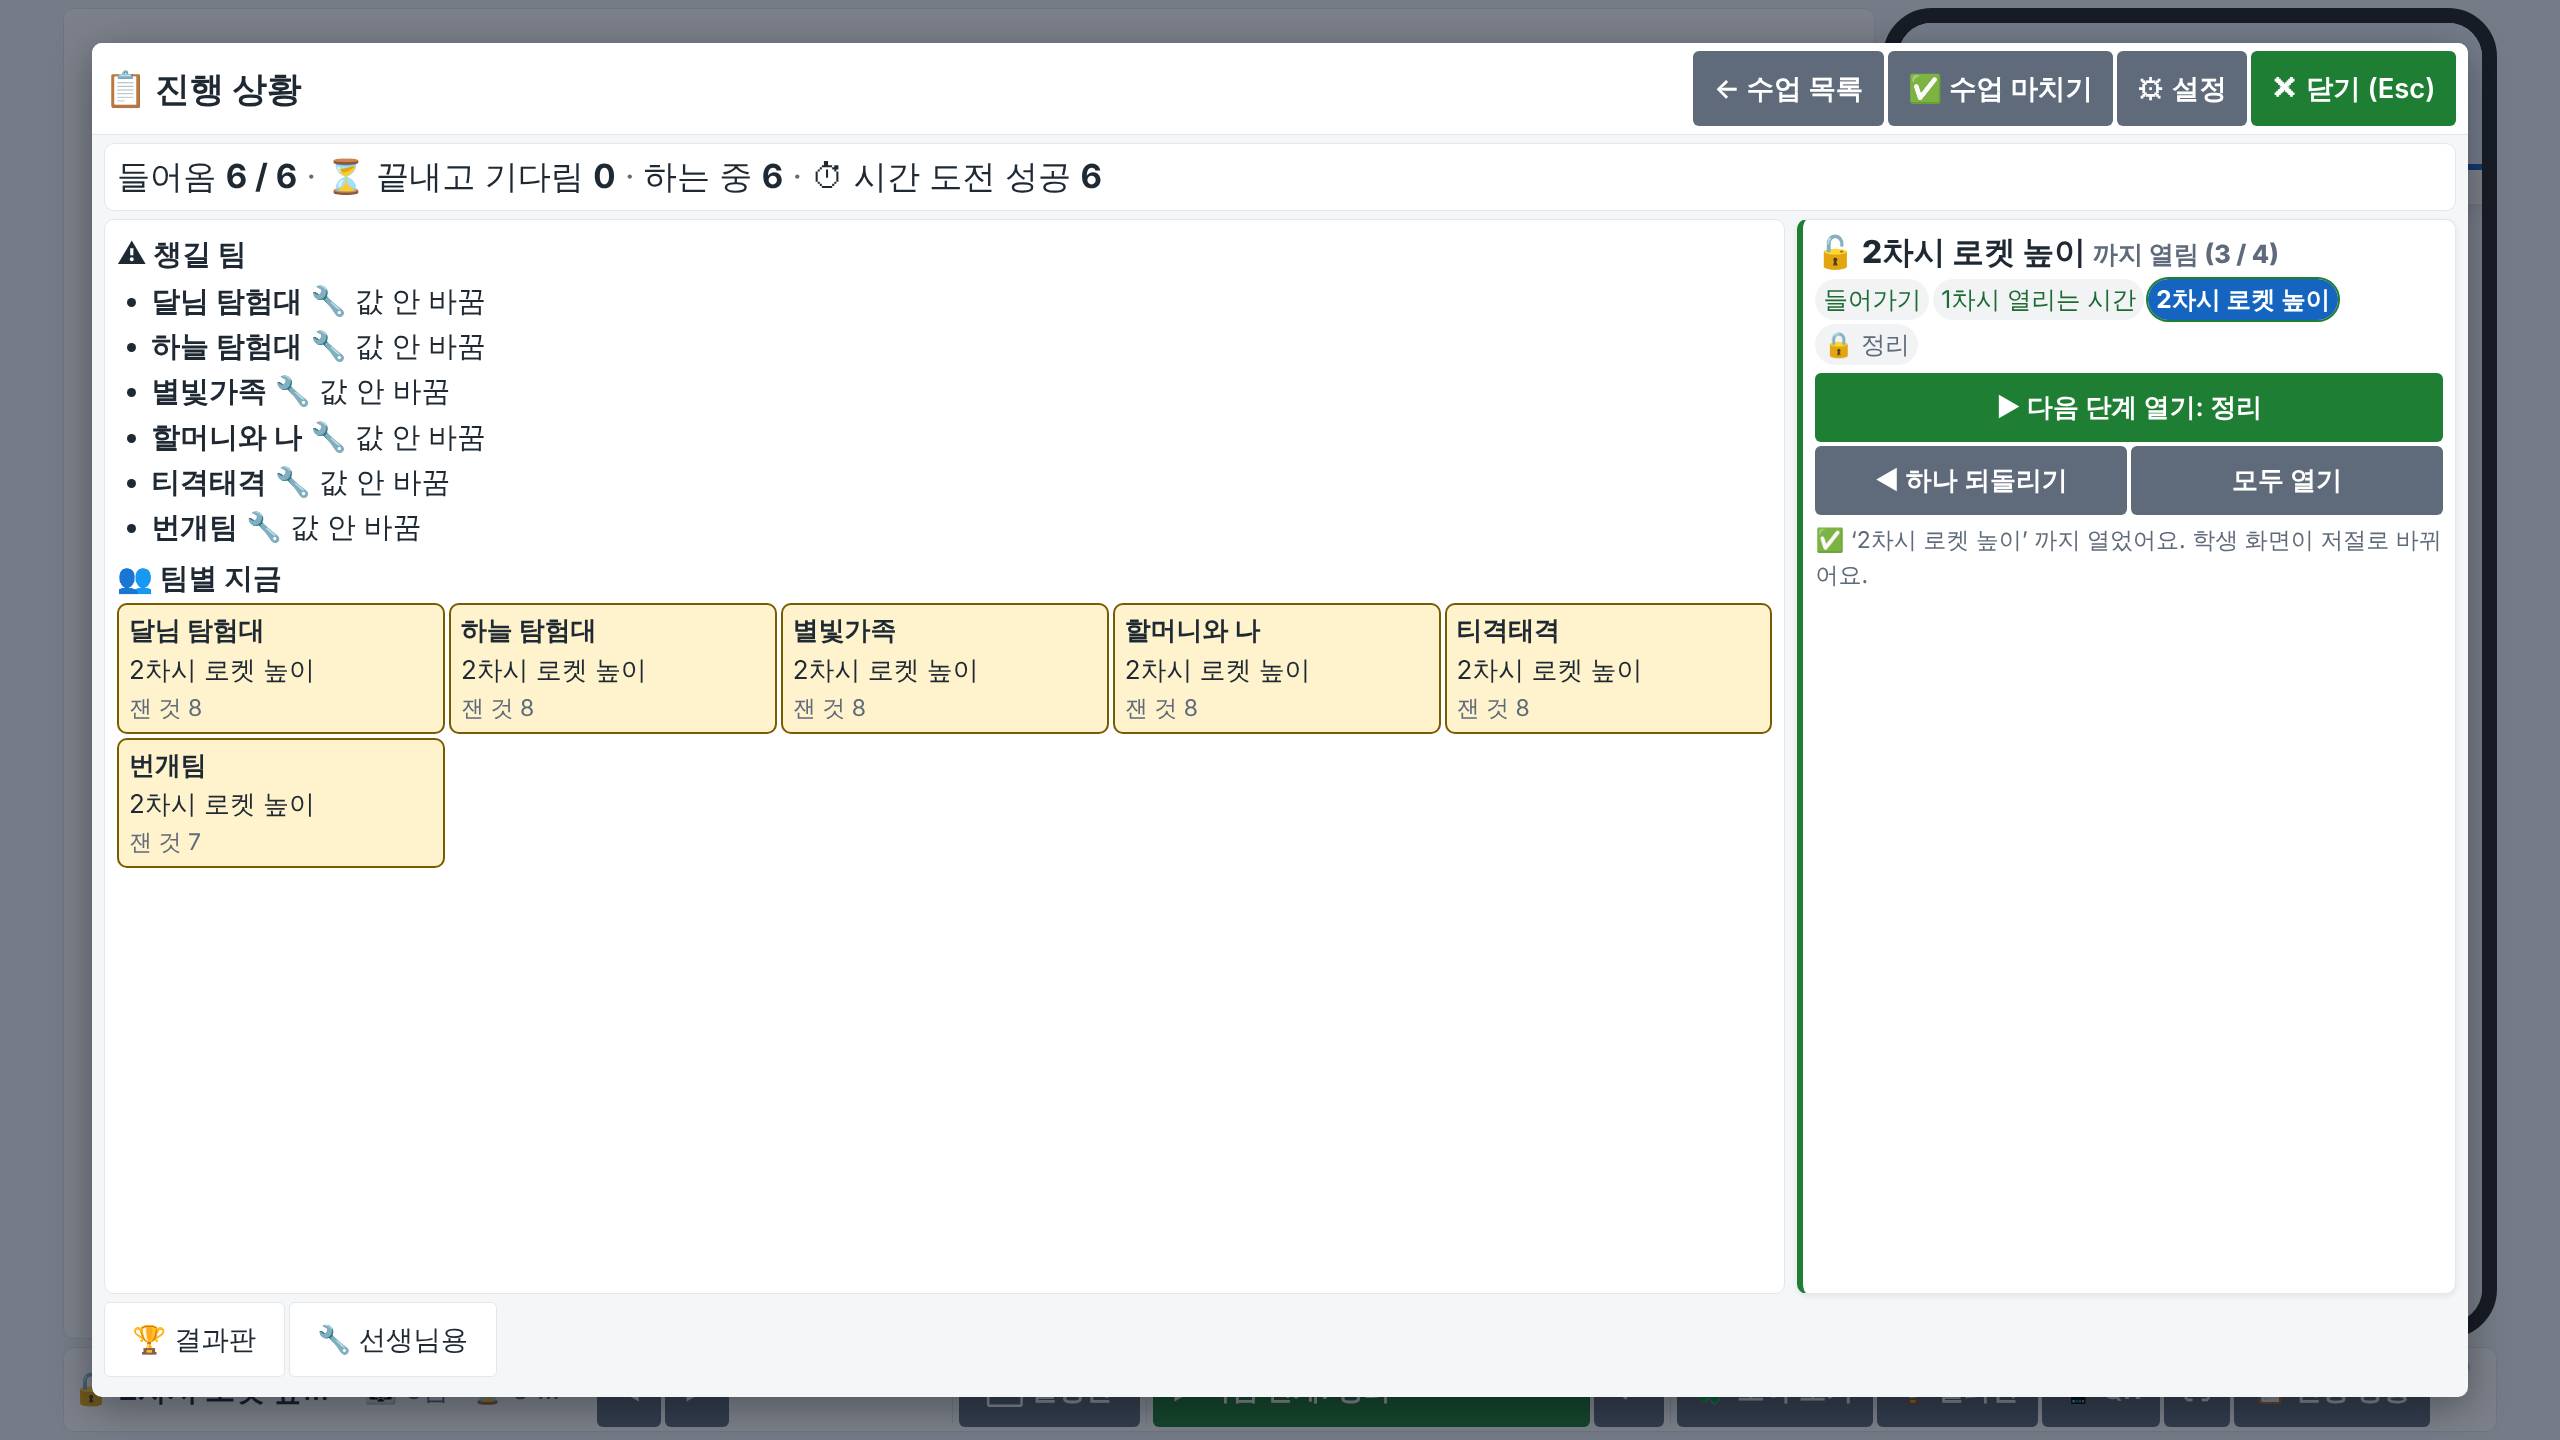 📋 진행 상황
← 수업 목록
✅ 수업 마치기
⚙ 설정
✖ 닫기 (Esc)
들어옴 6 / 6 · ⏳ 끝내고 기다림 0 · 하는 중 6 · ⏱ 시간 도전 성공 6
⚠ 챙길 팀
• 달님 탐험대 🔧 값 안 바꿈
• 하늘 탐험대 🔧 값 안 바꿈
• 별빛가족 🔧 값 안 바꿈
• 할머니와 나 🔧 값 안 바꿈
• 티격태격 🔧 값 안 바꿈
• 번개팀 🔧 값 안 바꿈
👥 팀별 지금
달님 탐험대
2차시 로켓 높이
잰 것 8
하늘 탐험대
2차시 로켓 높이
잰 것 8
별빛가족
2차시 로켓 높이
잰 것 8
할머니와 나
2차시 로켓 높이
잰 것 8
티격태격
2차시 로켓 높이
잰 것 8
번개팀
2차시 로켓 높이
잰 것 7
🔓 2차시 로켓 높이 까지 열림 (3 / 4)
들어가기 1차시 열리는 시간 2차시 로켓 높이
🔒 정리
▶ 다음 단계 열기: 정리
◀ 하나 되돌리기
모두 열기
✅ ‘2차시 로켓 높이’ 까지 열었어요. 학생 화면이 저절로 바뀌
어요.
🏆 결과판
🔧 선생님용